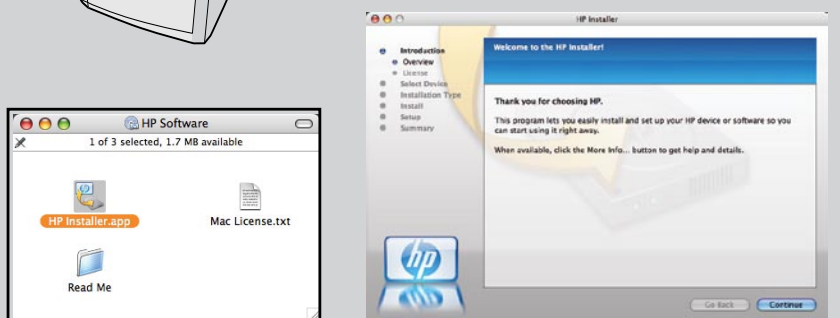 HP Software
1 of 3 selected, 1.7 MB available
HP Installer.app
Mac License.txt
Read Me
HP Installer
Introduction
Overview
License
Select Device
Installation Type
Install
Setup
Summary
Welcome to the HP Installer!
Thank you for choosing HP.
This program lets you easily install and set up your HP device or software so you
can start using it right away.
When available, click the More Info... button to get help and details.
hp
Go Back
Continue